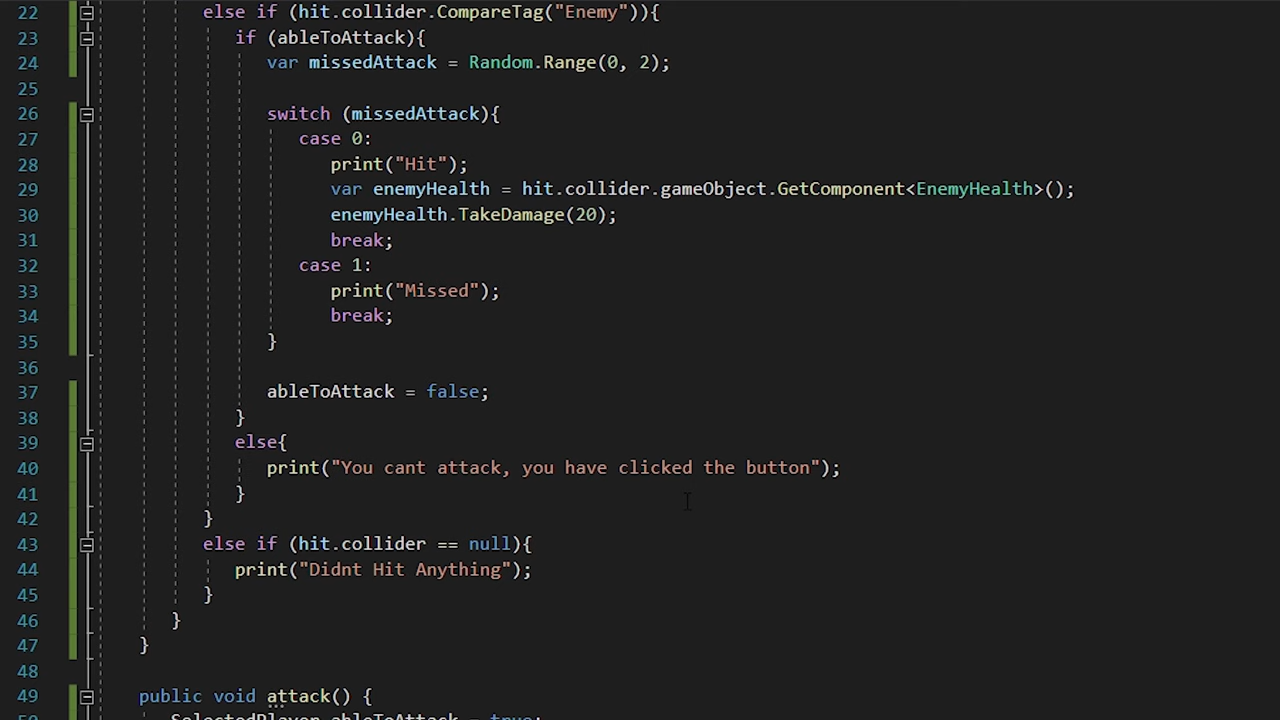 22 else if (hit.collider.CompareTag("Enemy")){
23 if (ableToAttack){
24 var missedAttack = Random.Range(0, 2);
25
26 switch (missedAttack){
27 case 0:
28 print("Hit");
29 var enemyHealth = hit.collider.gameObject.GetComponent<EnemyHealth>();
30 enemyHealth.TakeDamage(20);
31 break;
32 case 1:
33 print("Missed");
34 break;
35 }
36
37 ableToAttack = false;
38 }
39 else{
40 print("You cant attack, you have clicked the button");
41 }
42 }
43 else if (hit.collider == null){
44 print("Didnt Hit Anything");
45 }
46 }
47 }
48
49 public void attack() {
50 SelectedPlayer.ableToAttack = true;